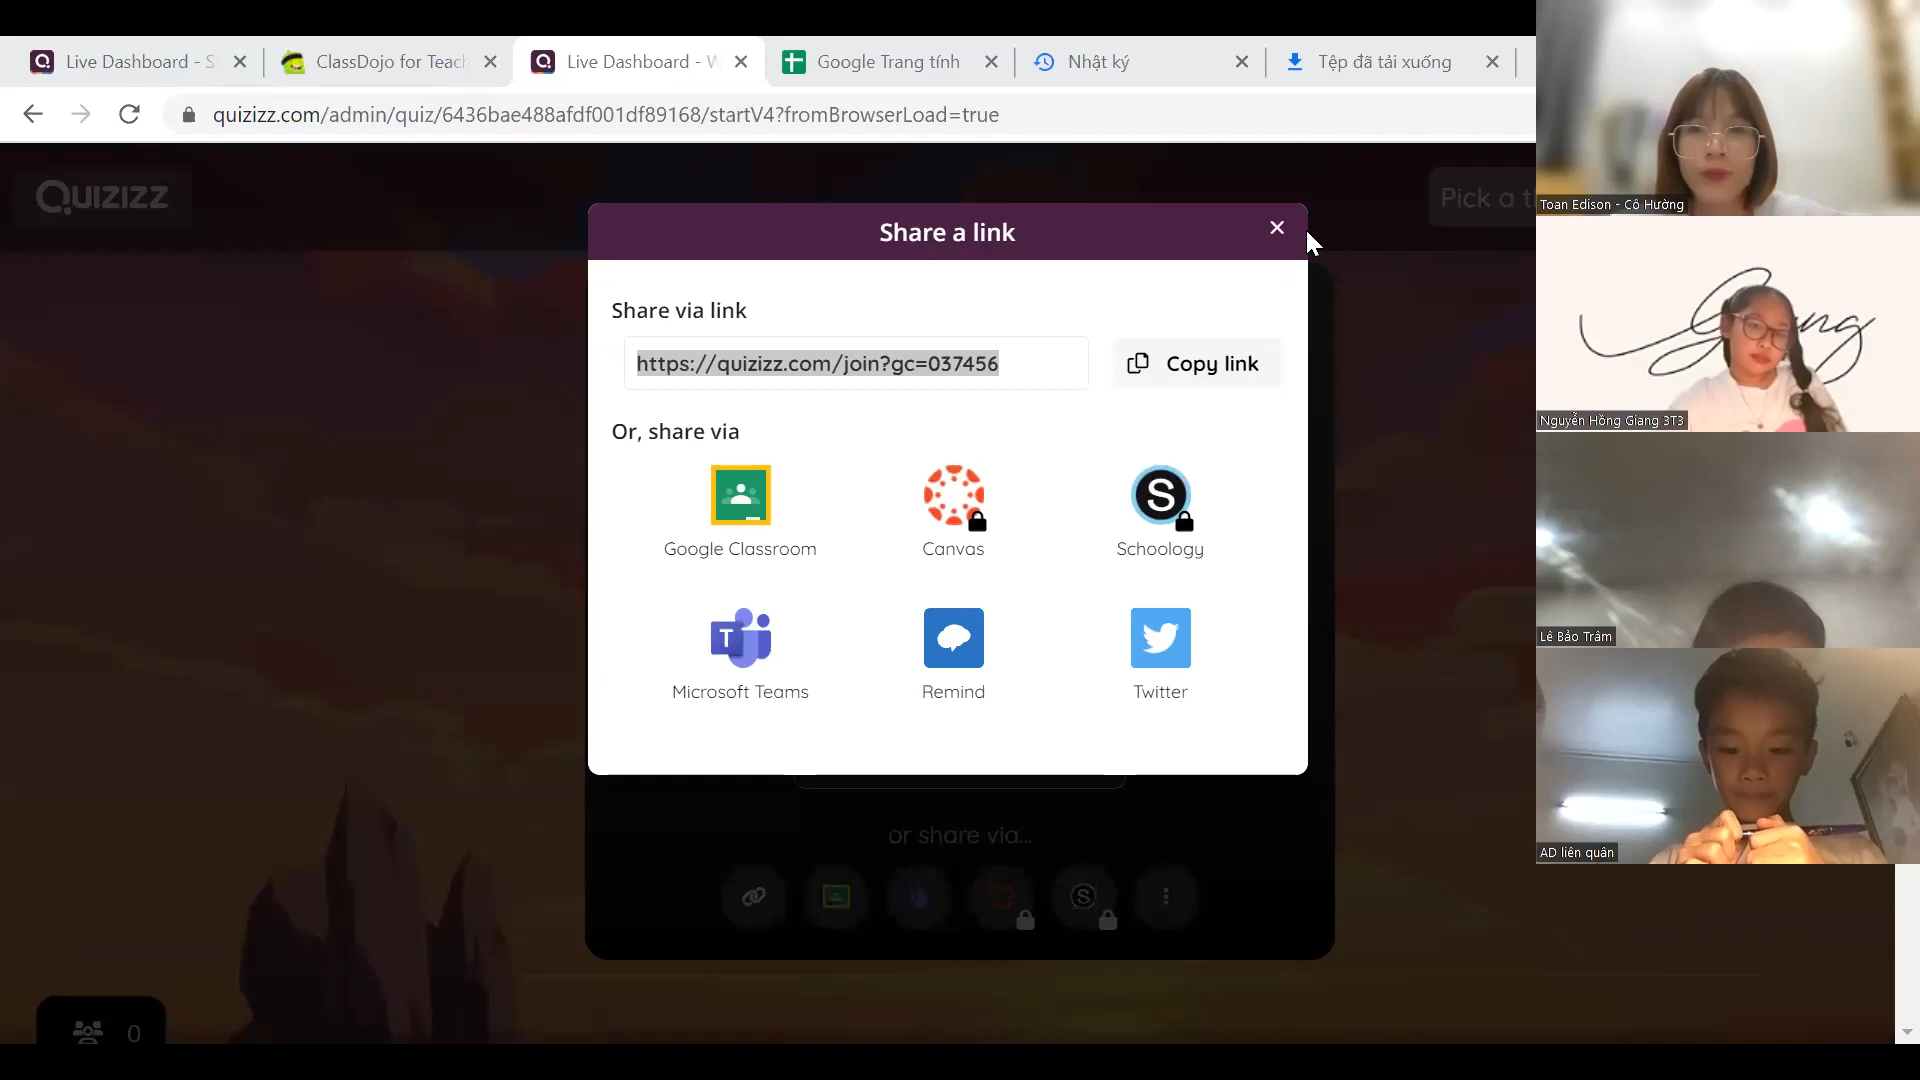 Live Dashboard - S
ClassDojo for Teach
Live Dashboard - W
Google Trang tính
Nhật ký
Tệp đã tải xuống
quizizz.com/admin/quiz/6436bae488afdf001df89168/startV4?fromBrowserLoad=true
QUIZIZZ
Pick a t
Share a link
Share via link
https://quizizz.com/join?gc=037456
Copy link
Or, share via
Google Classroom
Canvas
S
Schoology
T
Microsoft Teams
Remind
Twitter
or share via...
S
0
Toan Edison - Cô Hường
Nguyễn Hồng Giang 3T3
Lê Bảo Trâm
AD liên quân